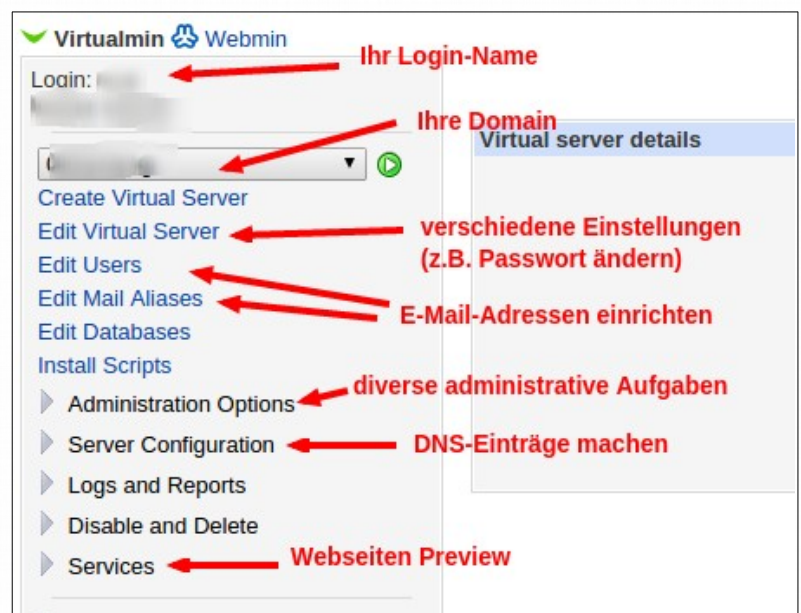 Virtualmin Webmin
Ihr Login-Name
Login:
Ihre Domain
Virtual server details
Create Virtual Server
Edit Virtual Server
verschiedene Einstellungen
(z.B. Passwort ändern)
Edit Users
Edit Mail Aliases
E-Mail-Adressen einrichten
Edit Databases
Install Scripts
diverse administrative Aufgaben
Administration Options
Server Configuration
DNS-Einträge machen
Logs and Reports
Disable and Delete
Webseiten Preview
Services